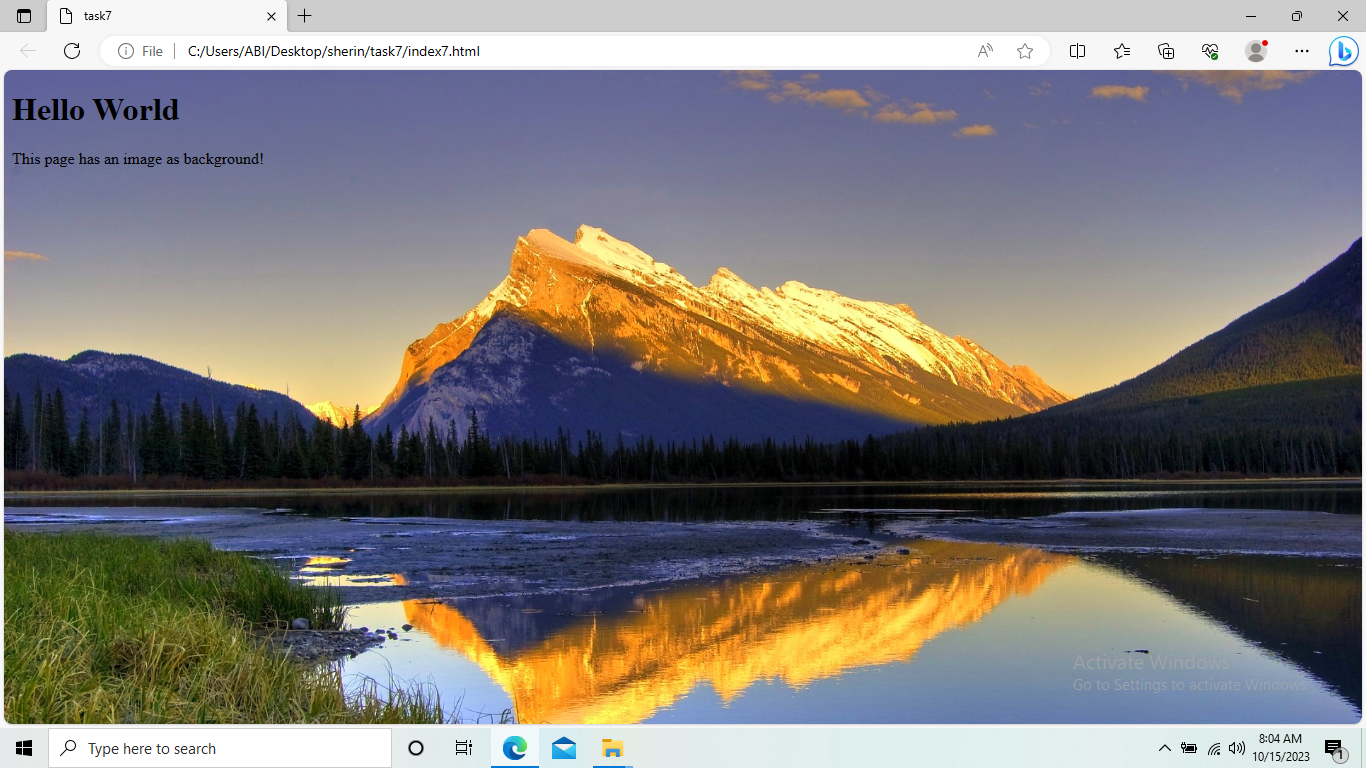 task7
File
C:/Users/ABI/Desktop/sherin/task7/index7.html
Hello World
This page has an image as background!
Activate Windows
Go to Settings to activate Windows.
Type here to search
8:04 AM
10/15/2023
1